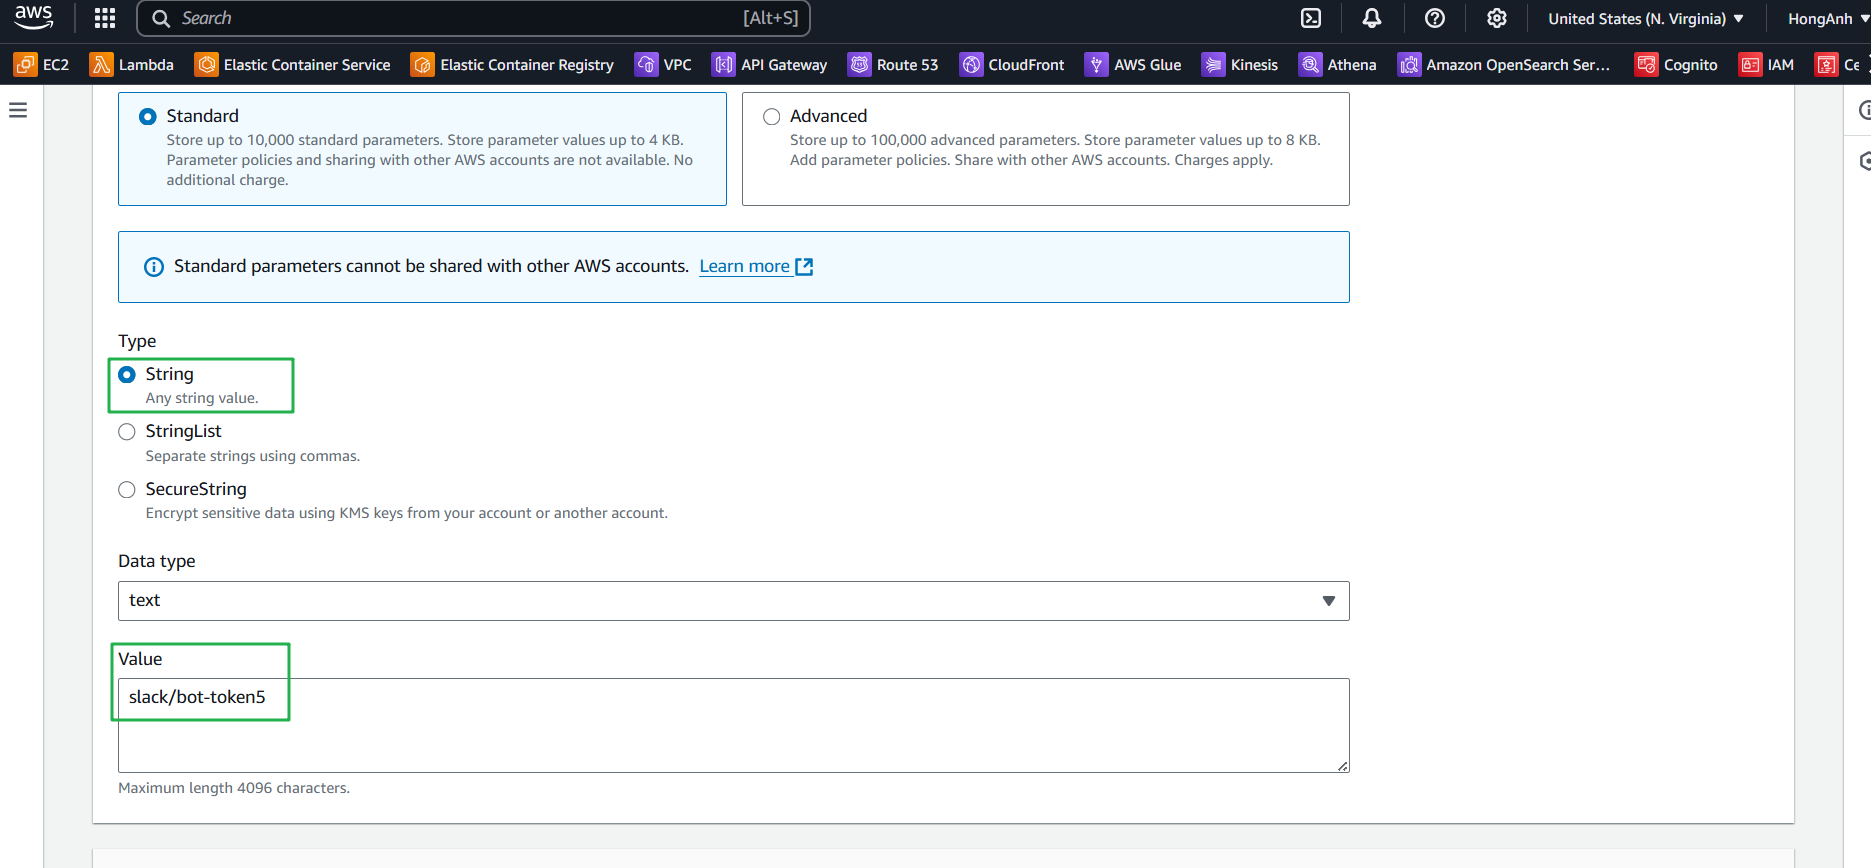 aws
Search [Alt+S]
United States (N. Virginia)
HongAnh
EC2 Lambda Elastic Container Service Elastic Container Registry VPC API Gateway Route 53 CloudFront AWS Glue Kinesis Athena Amazon OpenSearch Ser... Cognito IAM Ce
Standard
Store up to 10,000 standard parameters. Store parameter values up to 4 KB.
Parameter policies and sharing with other AWS accounts are not available. No
additional charge.
Advanced
Store up to 100,000 advanced parameters. Store parameter values up to 8 KB.
Add parameter policies. Share with other AWS accounts. Charges apply.
Standard parameters cannot be shared with other AWS accounts. Learn more
Type
String
Any string value.
StringList
Separate strings using commas.
SecureString
Encrypt sensitive data using KMS keys from your account or another account.
Data type
text
Value
slack/bot-token5
Maximum length 4096 characters.